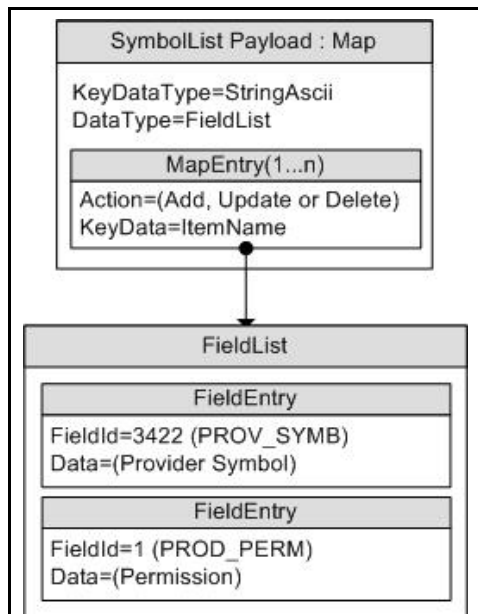 SymbolList Payload : Map
KeyDataType=StringAscii
DataType=FieldList
MapEntry(1...n)
Action=(Add, Update or Delete)
KeyData=ItemName
FieldList
FieldEntry
FieldId=3422 (PROV_SYMB)
Data=(Provider Symbol)
FieldEntry
FieldId=1 (PROD_PERM)
Data=(Permission)